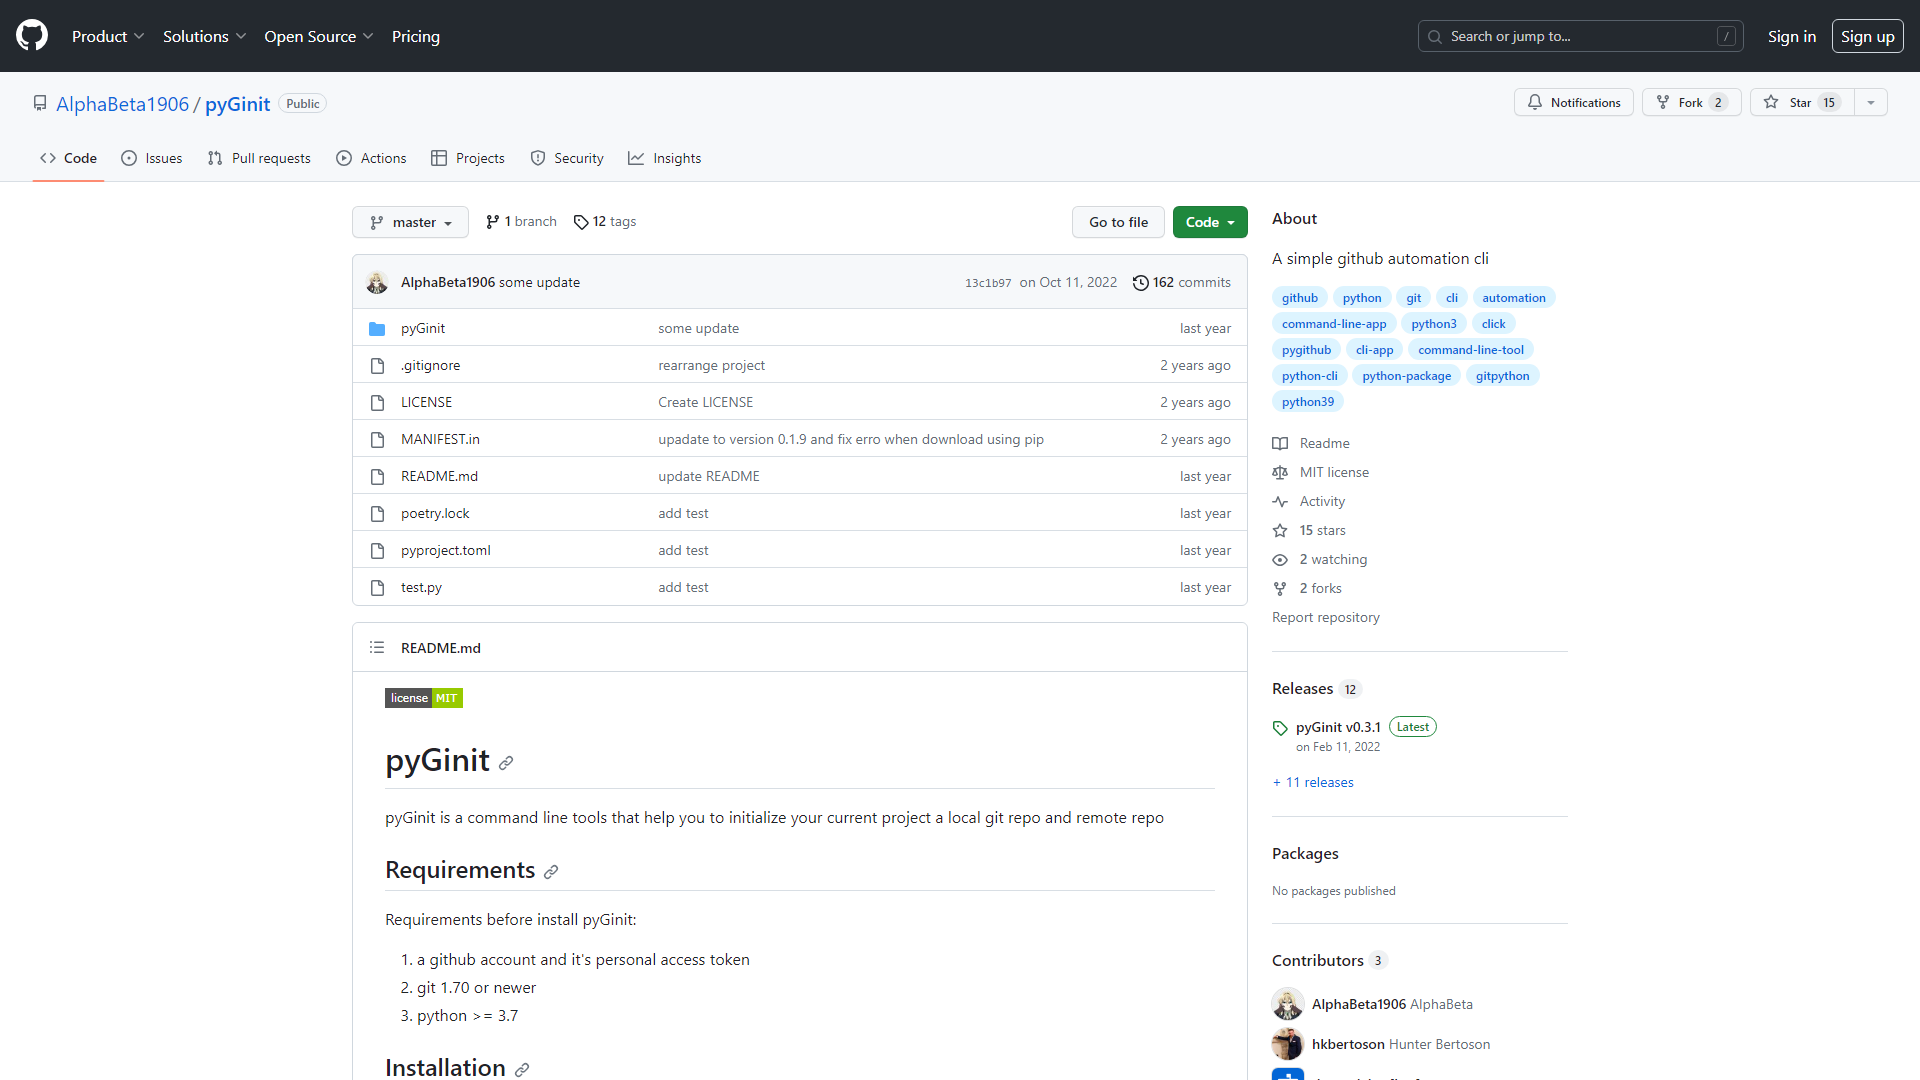 Product Solutions Open Source Pricing Search or jump to... / Sign in Sign up
AlphaBeta1906 / pyGinit Public Notifications Fork 2 Star 15
Code Issues Pull requests Actions Projects Security Insights
master 1 branch 12 tags Go to file Code
AlphaBeta1906 some update 13c1b97 on Oct 11, 2022 162 commits
pyGinit some update last year
.gitignore rearrange project 2 years ago
LICENSE Create LICENSE 2 years ago
MANIFEST.in upadate to version 0.1.9 and fix erro when download using pip 2 years ago
README.md update README last year
poetry.lock add test last year
pyproject.toml add test last year
test.py add test last year
README.md
license MIT
pyGinit
pyGinit is a command line tools that help you to initialize your current project a local git repo and remote repo
Requirements
Requirements before install pyGinit:
1. a github account and it's personal access token
2. git 1.70 or newer
3. python >= 3.7
Installation
About
A simple github automation cli
github python git cli automation
command-line-app python3 click
pygithub cli-app command-line-tool
python-cli python-package gitpython
python39
Readme
MIT license
Activity
15 stars
2 watching
2 forks
Report repository
Releases 12
pyGinit v0.3.1 Latest
on Feb 11, 2022
+ 11 releases
Packages
No packages published
Contributors 3
AlphaBeta1906 AlphaBeta
hkbertoson Hunter Bertoson